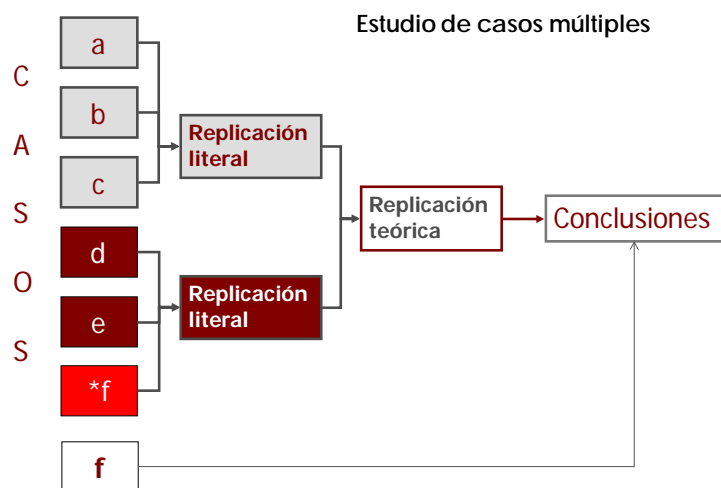 Estudio de casos múltiples
C
A
S
O
S
a
b
c
d
e
*f
f
Replicación
literal
Replicación
literal
Replicación
teórica
Conclusiones